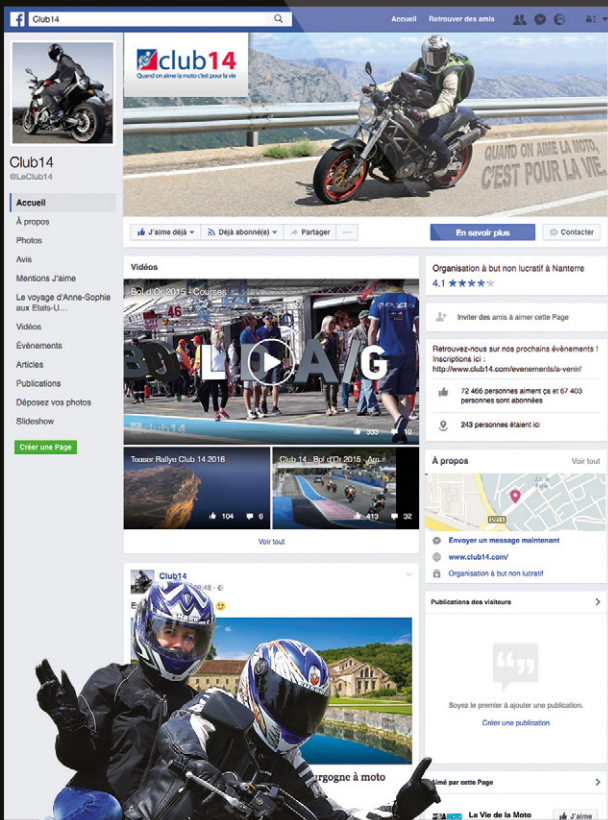 Club14
Accueil Retrouver des amis
club14
Quand on aime la moto c'est pour la vie
QUAND ON AIME LA MOTO,
C'EST POUR LA VIE.
Club14
@LeClub14
Accueil
À propos
Photos
Avis
Mentions J'aime
Le voyage d'Anne-Sophie
aux Etats-U...
Vidéos
Évènements
Articles
Publications
Déposez vos photos
Slideshow
Créer une Page
J'aime déjà
Déjà abonné(e)
Partager
...
En savoir plus
Contacter
Vidéos
Bol d'Or 2015 - Courses
46
333
Teaser Rallye Club 14 2016
104 6
Club 14 - Bol d'Or 2015 - Am
413 32
Voir tout
Club14
urgogne à moto
Organisation à but non lucratif à Nanterre
4.1
Inviter des amis à aimer cette Page
Retrouvez-nous sur nos prochains évènements !
Inscriptions ici :
http://www.club14.com/evenements/a-venir/
72 466 personnes aiment ça et 67 403
personnes sont abonnées
243 personnes étaient ici
À propos Voir tout
Envoyer un message maintenant
www.club14.com/
Organisation à but non lucratif
Publications des visiteurs
Soyez le premier à ajouter une publication.
Créer une publication
Aimé par cette Page
La Vie de la Moto J'aime